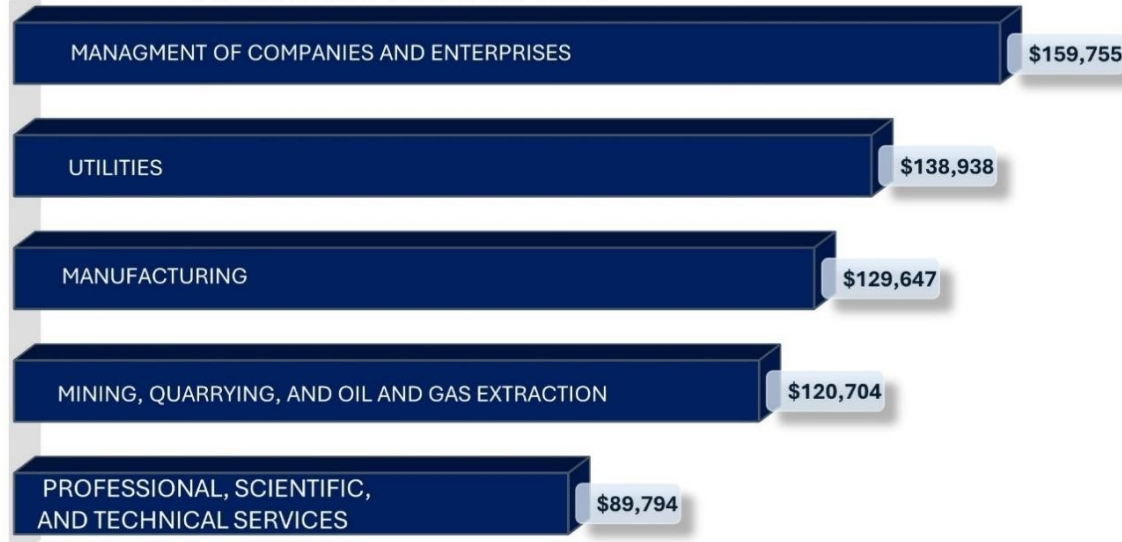 MANAGMENT OF COMPANIES AND ENTERPRISES
$159,755
UTILITIES
$138,938
MANUFACTURING
$129,647
MINING, QUARRYING, AND OIL AND GAS EXTRACTION
$120,704
PROFESSIONAL, SCIENTIFIC,
AND TECHNICAL SERVICES
$89,794